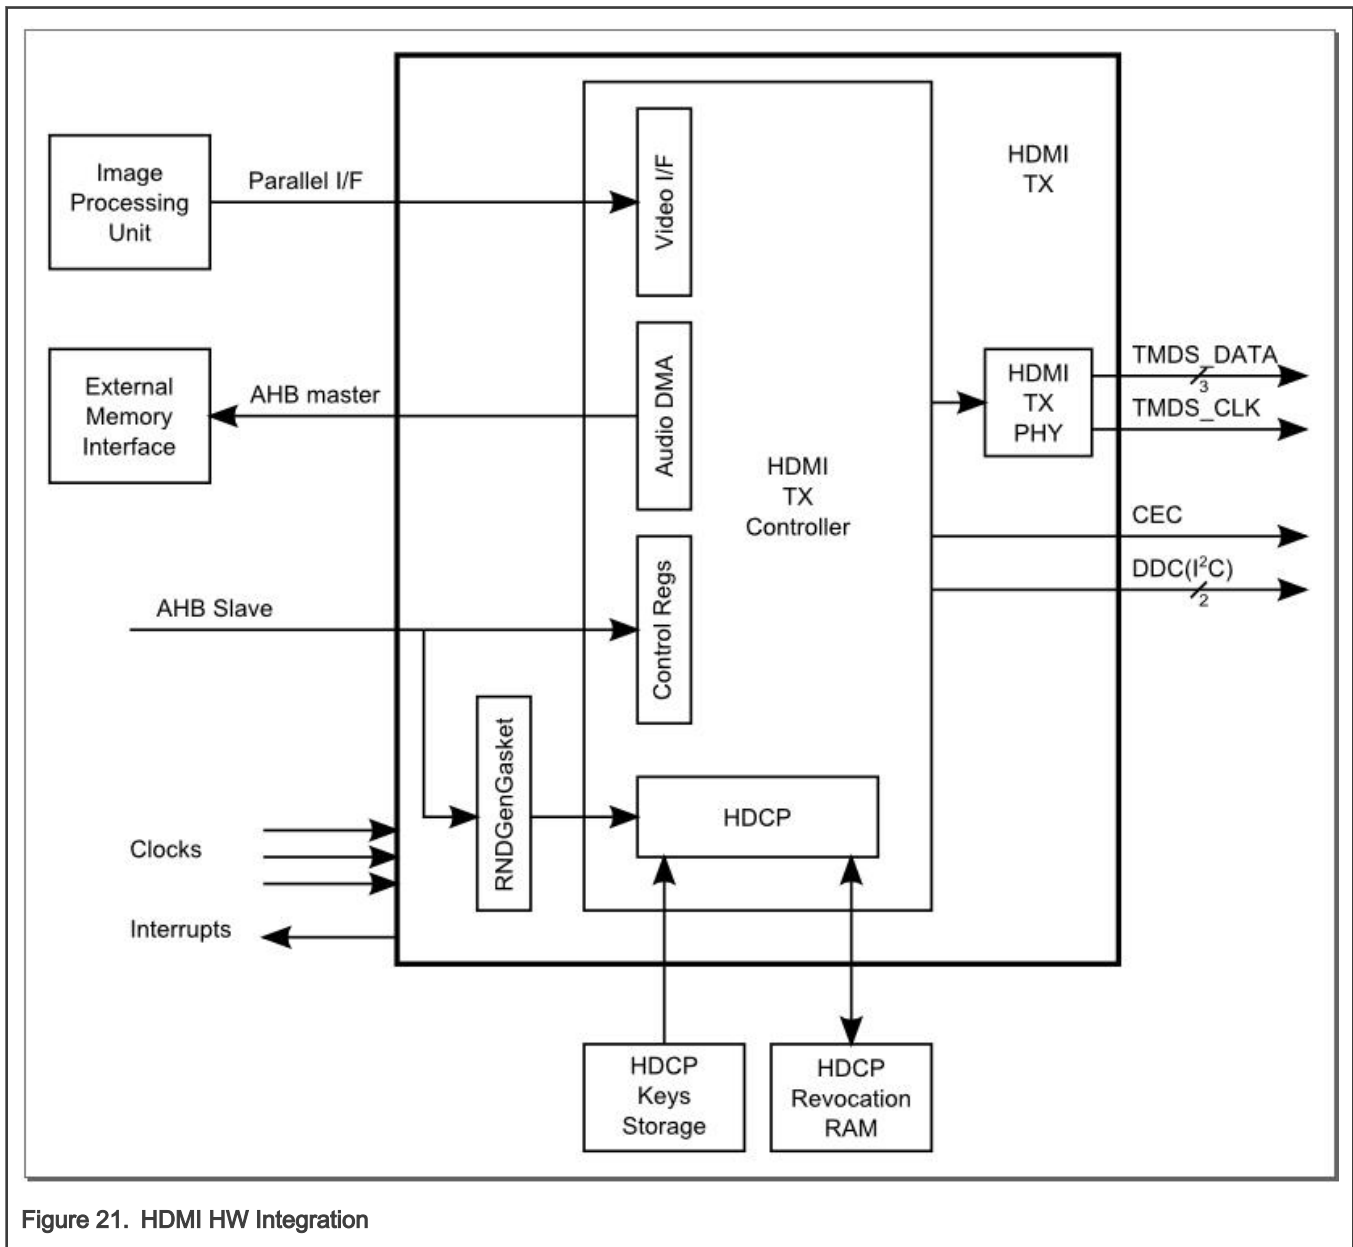 HDMI
TX
Image
Processing
Unit
Parallel I/F
Video I/F
External
Memory
Interface
AHB master
Audio DMA
HDMI
TX
Controller
HDMI
TX
PHY
TMDS_DATA
3
TMDS_CLK
CEC
DDC(I²C)
2
AHB Slave
Control Regs
RNDGenGasket
HDCP
Clocks
Interrupts
HDCP
Keys
Storage
HDCP
Revocation
RAM
Figure 21. HDMI HW Integration